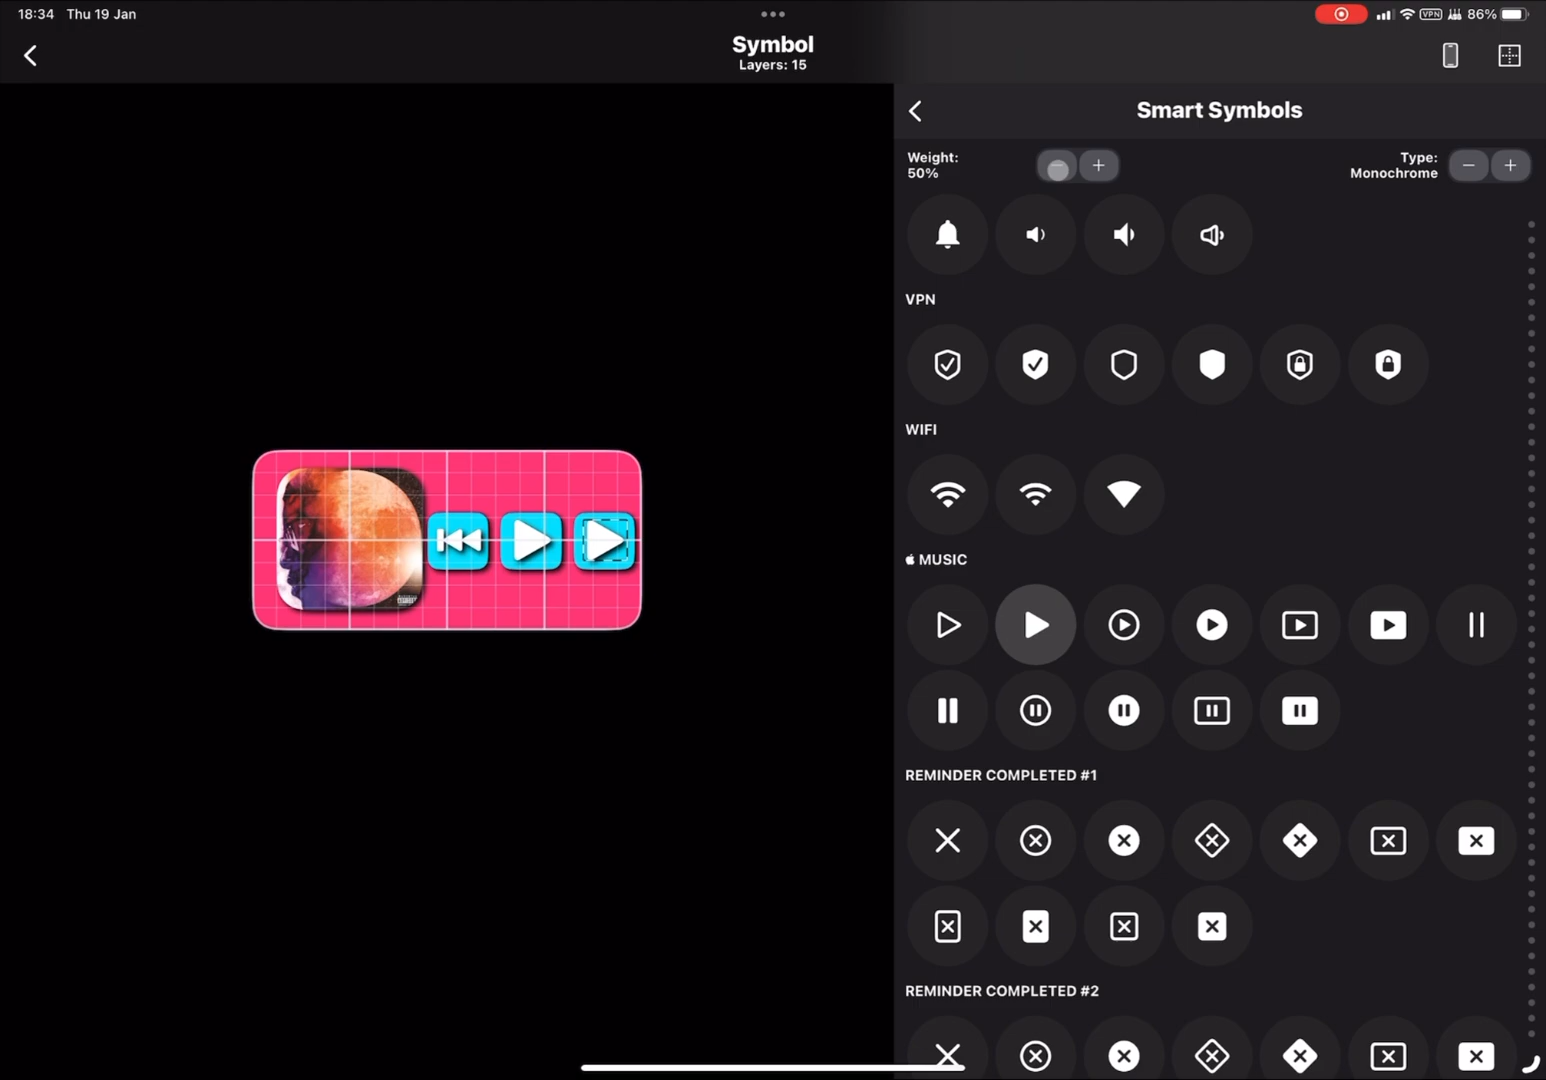 18:34 Thu 19 Jan
VPN 86%
Symbol
Layers: 15
Smart Symbols
Weight:
50%
Type:
Monochrome
VPN
WIFI
MUSIC
REMINDER COMPLETED #1
REMINDER COMPLETED #2